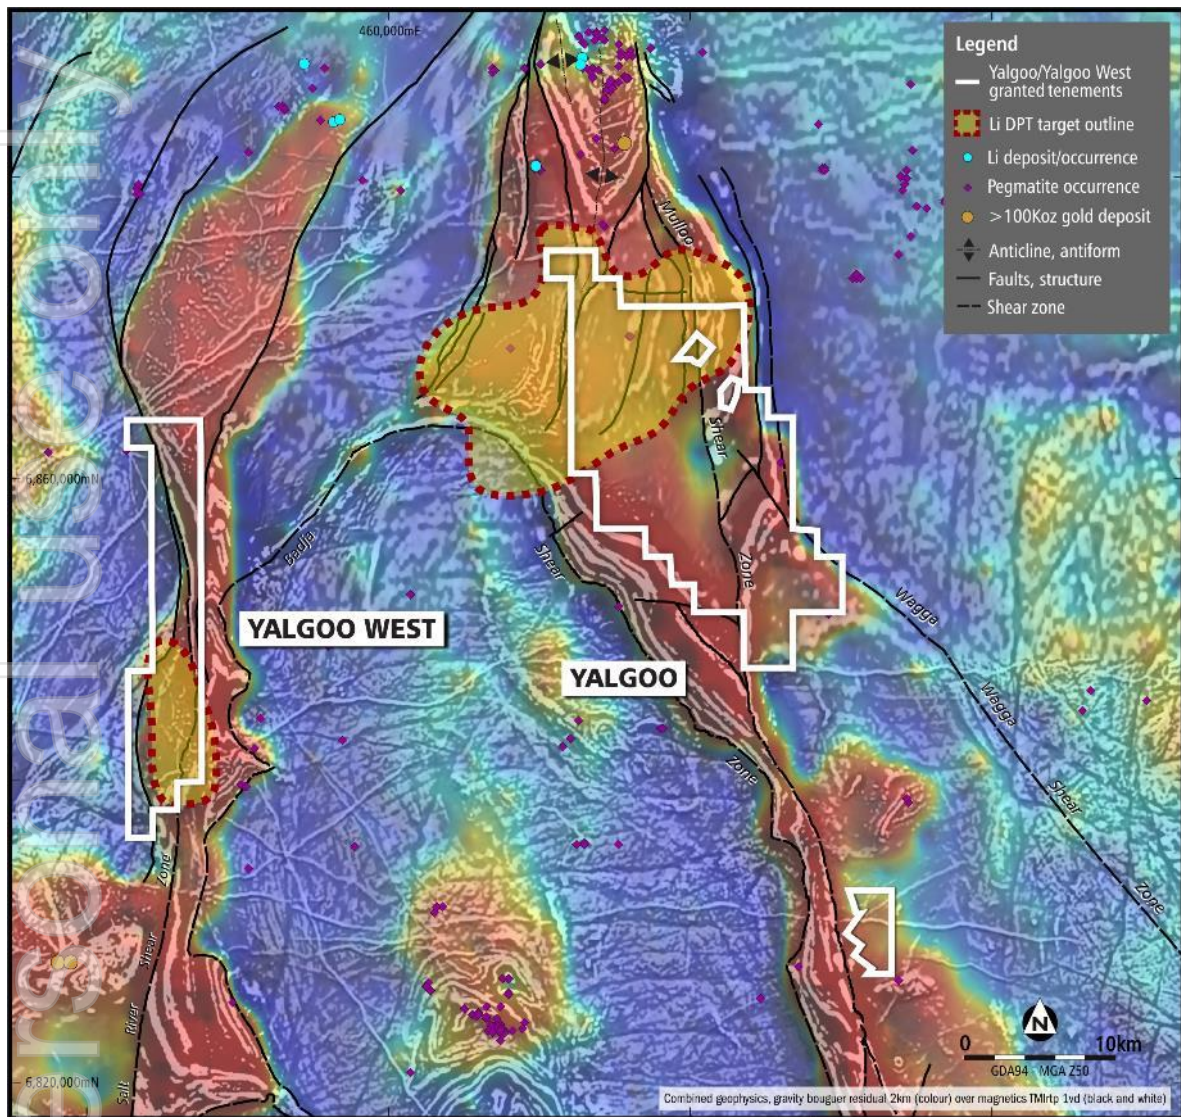 460,000mE
Legend
Yalgoo/Yalgoo West
granted tenements
Li DPT target outline
Li deposit/occurrence
Pegmatite occurrence
>100Koz gold deposit
Anticline, antiform
Faults, structure
Shear zone
Mulloo
Shear
Zone
6,860,000mN
Badja
Shear
Zone
YALGOO WEST
YALGOO
Wagga
Wagga
Shear
Zone
Zone
Shear
River
Salt
6,820,000mN
N
0 10km
GDA94 - MGA Z50
Combined geophysics, gravity bouguer residual 2km (colour) over magnetics TMIrtp 1vd (black and white)
ersonal use only